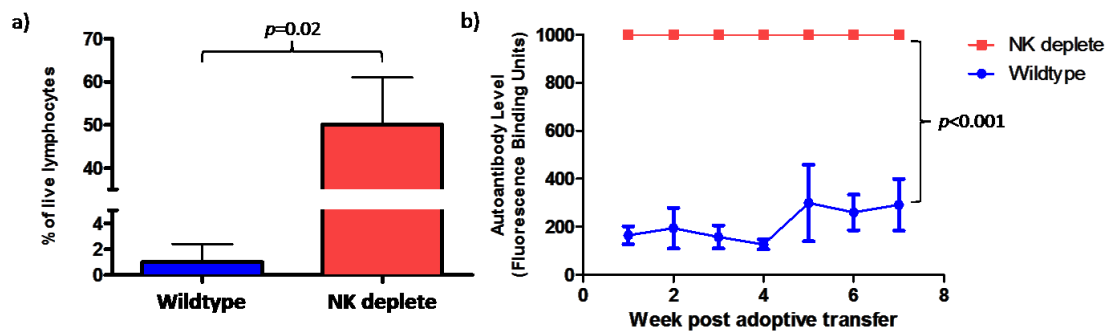 a)
% of live lymphocytes
70
60
50
40
4
2
0
p=0.02
Wildtype
NK deplete
b)
Autoantibody Level
(Fluorescence Binding Units)
1000
800
600
400
200
0
0
2
4
6
8
Week post adoptive transfer
NK deplete
Wildtype
p<0.001